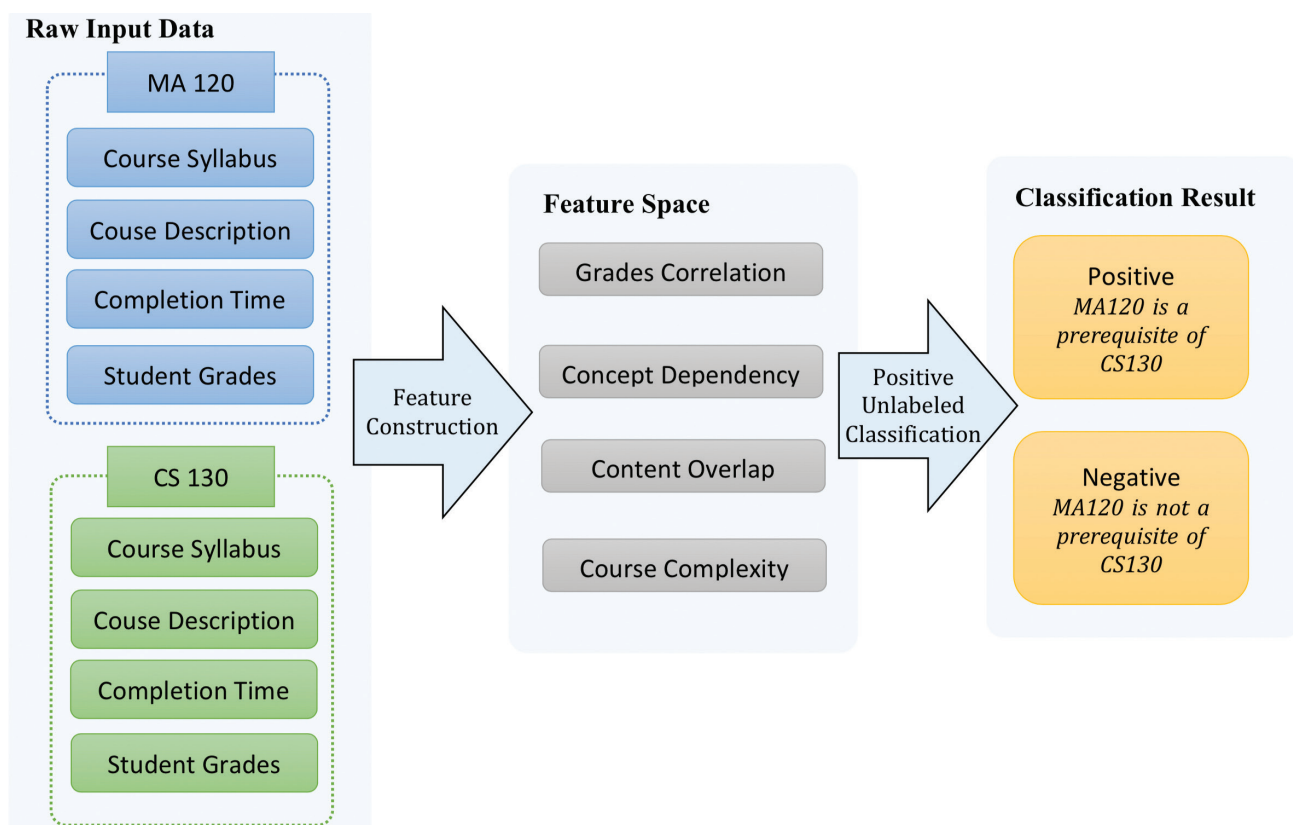 Raw Input Data
MA 120
Course Syllabus
Couse Description
Completion Time
Student Grades
CS 130
Course Syllabus
Couse Description
Completion Time
Student Grades
Feature
Construction
Feature Space
Grades Correlation
Concept Dependency
Content Overlap
Course Complexity
Positive
Unlabeled
Classification
Classification Result
Positive
MA120 is a
prerequisite of
CS130
Negative
MA120 is not a
prerequisite of
CS130